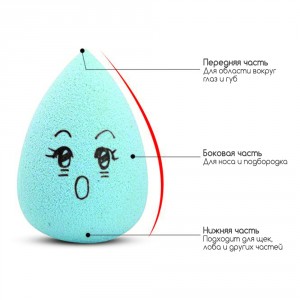 Передняя часть
Для области вокруг
глаз и губ
Боковая часть
Для носа и подбородка
Нижняя часть
Подходит для щек,
лоба и других частей